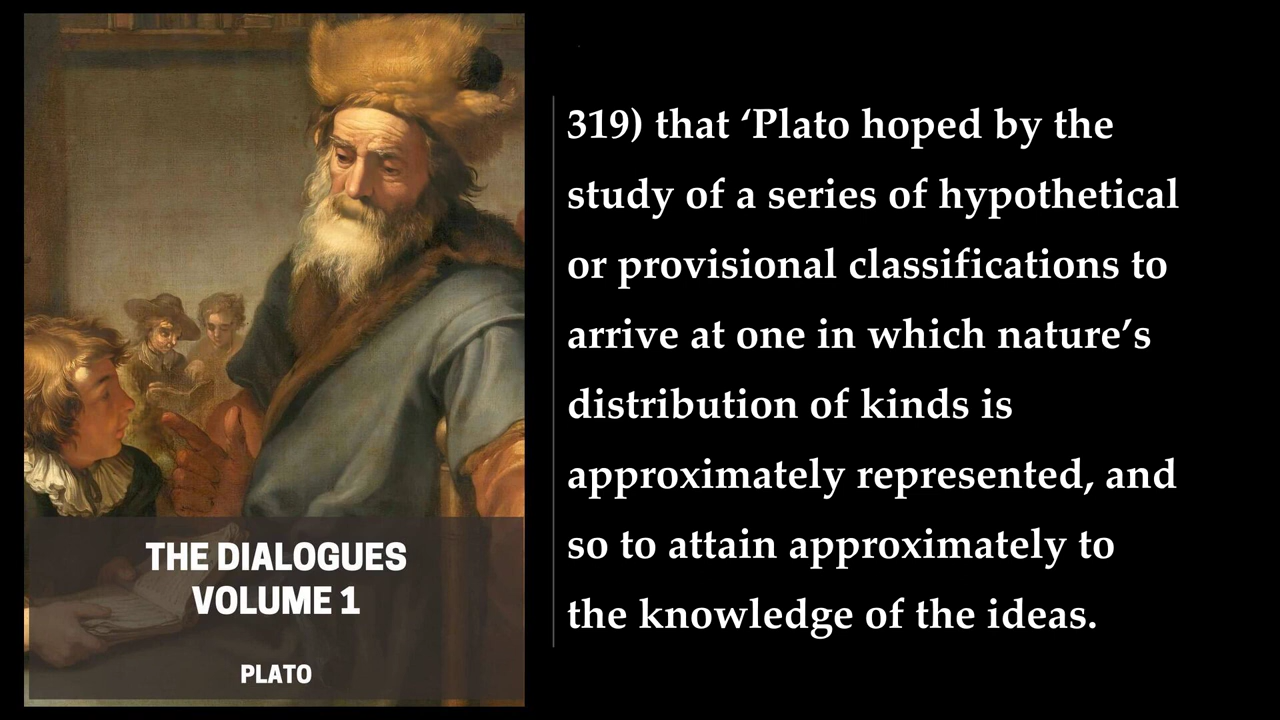 THE DIALOGUES
VOLUME 1
PLATO
319) that ‘Plato hoped by the
study of a series of hypothetical
or provisional classifications to
arrive at one in which nature’s
distribution of kinds is
approximately represented, and
so to attain approximately to
the knowledge of the ideas.